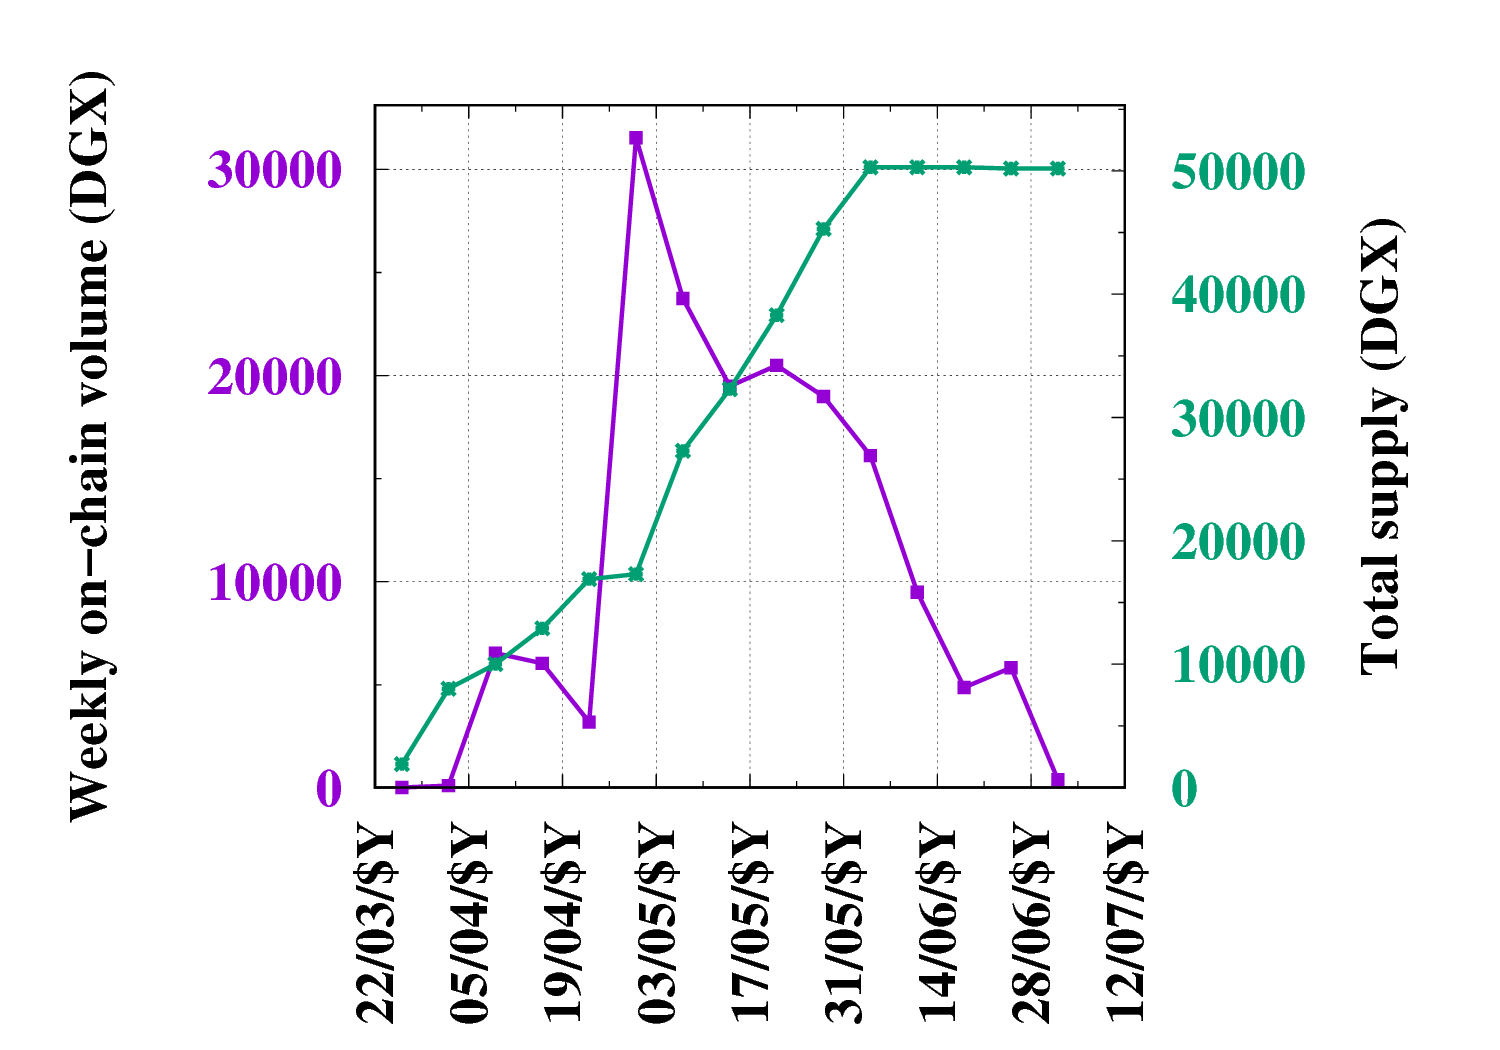 Weekly on−chain volume (DGX)
30000
20000
10000
0
50000
40000
30000
20000
10000
0
Total supply (DGX)
22/03/$Y
05/04/$Y
19/04/$Y
03/05/$Y
17/05/$Y
31/05/$Y
14/06/$Y
28/06/$Y
12/07/$Y